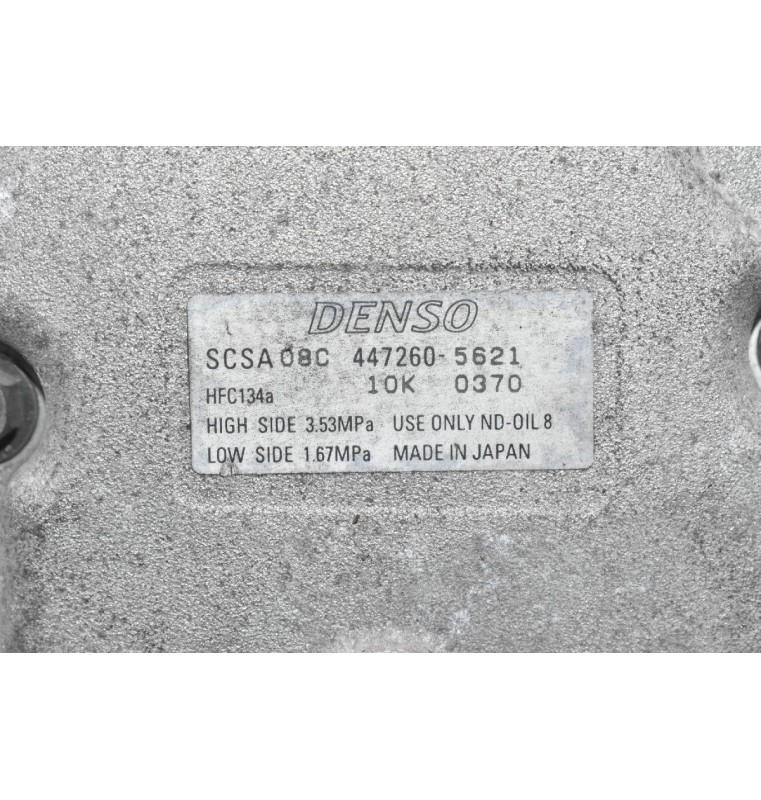 DENSO
SCSA08C 447260-5621
10K 0370
HFC134a
HIGH SIDE 3.53MPa USE ONLY ND-OIL 8
LOW SIDE 1.67MPa MADE IN JAPAN